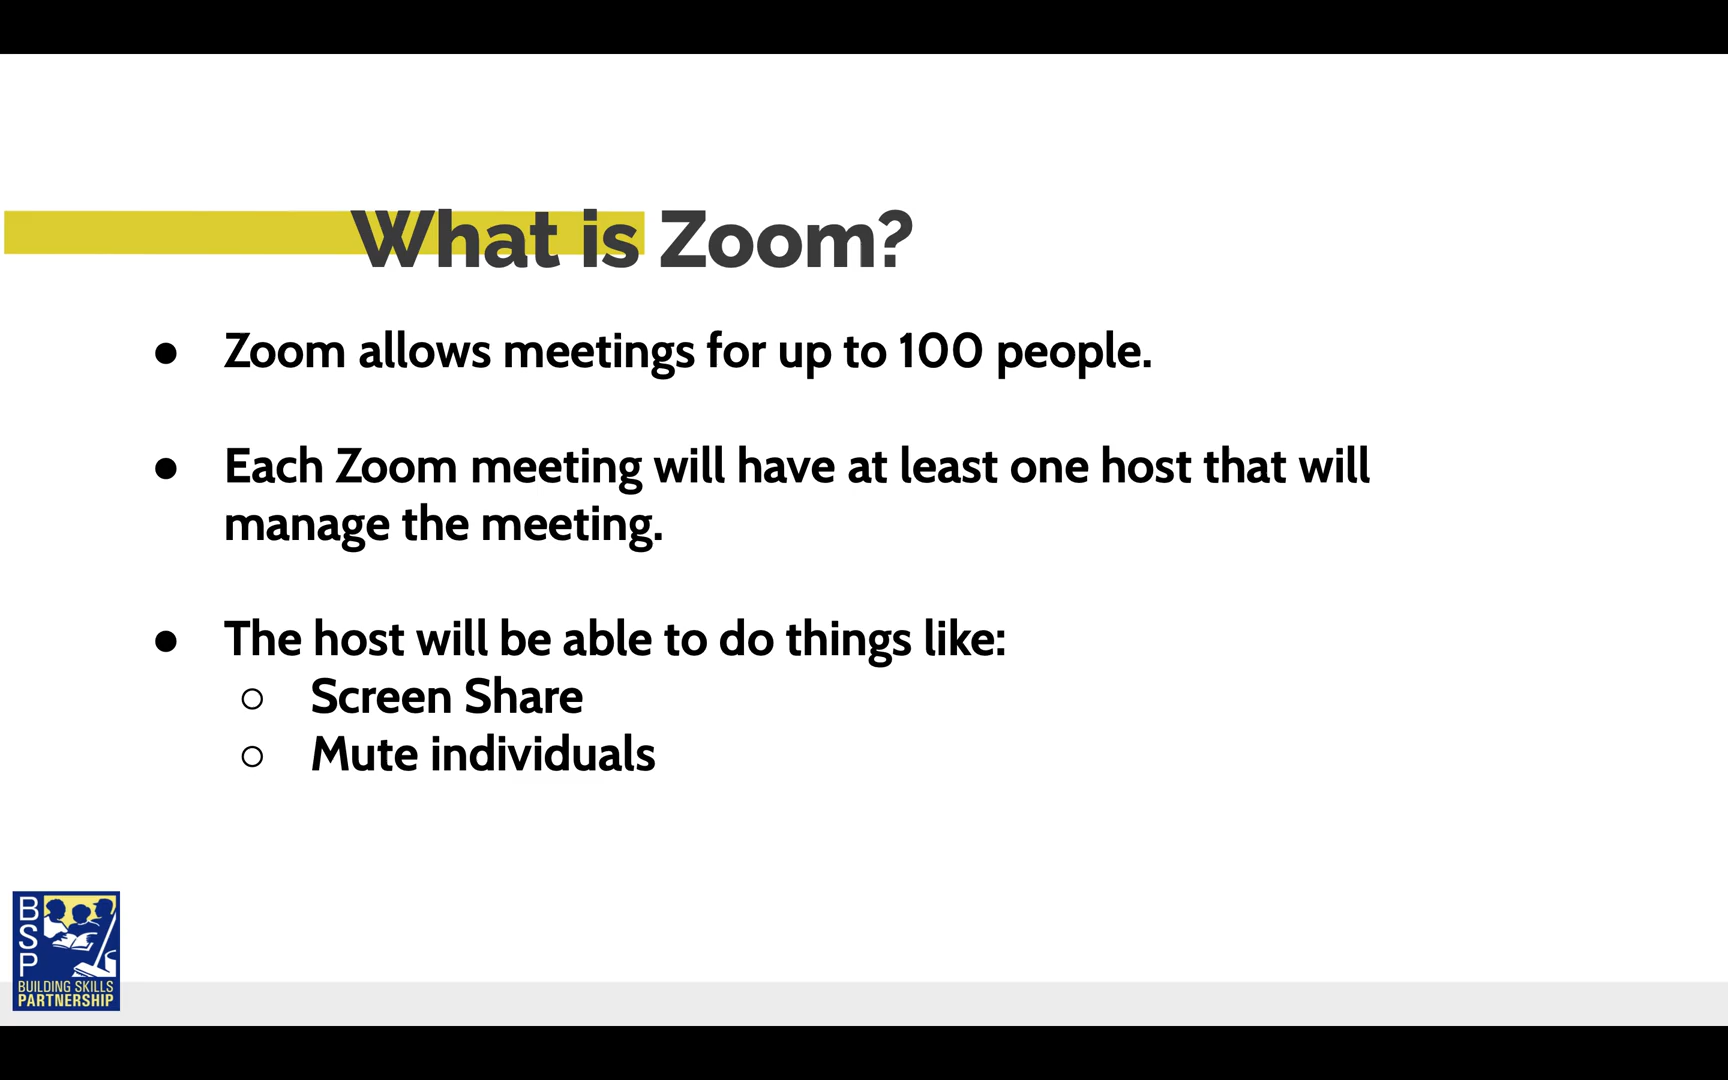 What is Zoom?
● Zoom allows meetings for up to 100 people.
● Each Zoom meeting will have at least one host that will
manage the meeting.
● The host will be able to do things like:
○ Screen Share
○ Mute individuals
B
S
P
BUILDING SKILLS
PARTNERSHIP